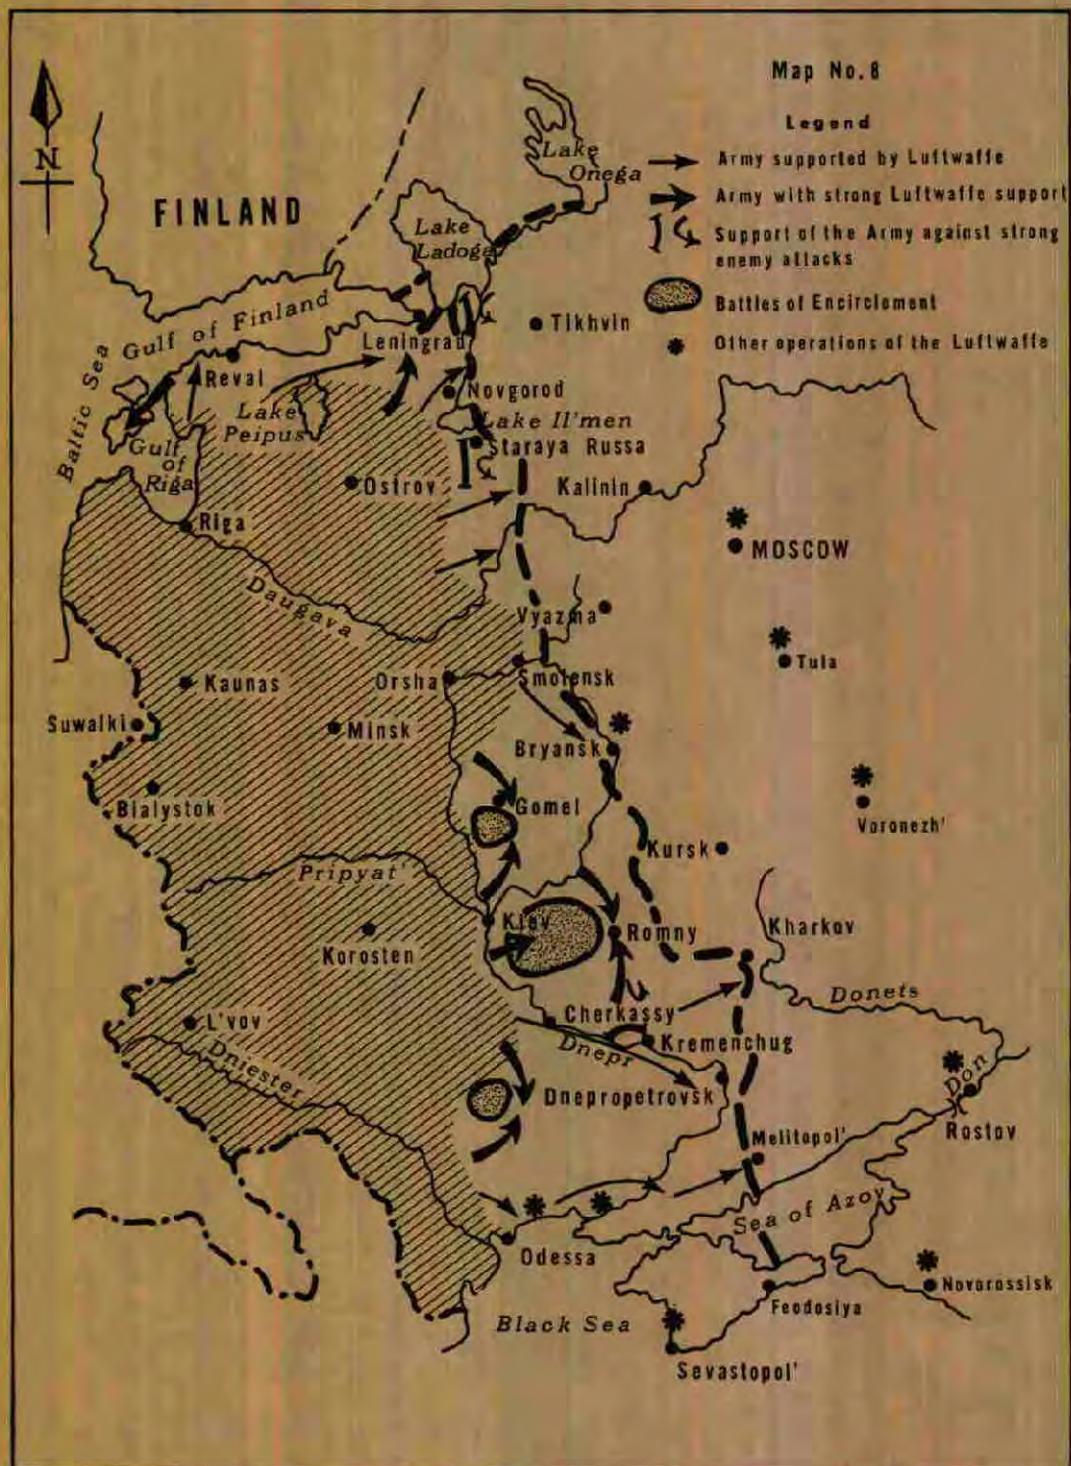 Map No. 8
Legend
Army supported by Luftwaffe
Army with strong Luftwaffe support
Support of the Army against strong
enemy attacks
Battles of Encirclement
Other operations of the Luftwaffe
N
FINLAND
Lake
Onega
Lake
Ladoga
Gulf of Finland
Leningrad
Tikhvin
Baltic Sea
Reval
Novgorod
Lake
Peipus
Lake Il'men
Staraya Russa
Gulf
of
Riga
Ostrov
Kalinin
Riga
MOSCOW
Daugava
Vyazma
Tula
Kaunas
Orsha
Smolensk
Suwalki
Minsk
Bryansk
Bialystok
Gomel
Voronezh'
Kursk
Pripyat'
Kiev
Romny
Kharkov
Korosten
Donets
L'vov
Cherkassy
Dniester
Dnepr
Kremenchug
Don
Dnepropetrovsk
Rostov
Melitopol'
Sea of Azov
Odessa
Novorossisk
Feodosiya
Black Sea
Sevastopol'